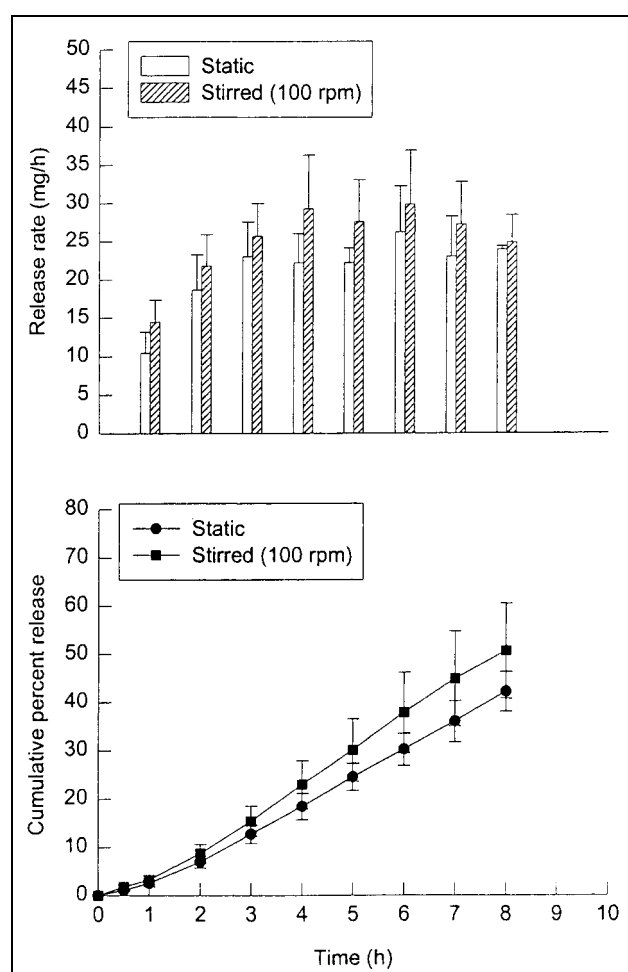 50
45
40
35
30
25
20
15
10
5
0
Release rate (mg/h)
Static
Stirred (100 rpm)
80
70
60
50
40
30
20
10
0
Cumulative percent release
Static
Stirred (100 rpm)
0 1 2 3 4 5 6 7 8 9 10
Time (h)